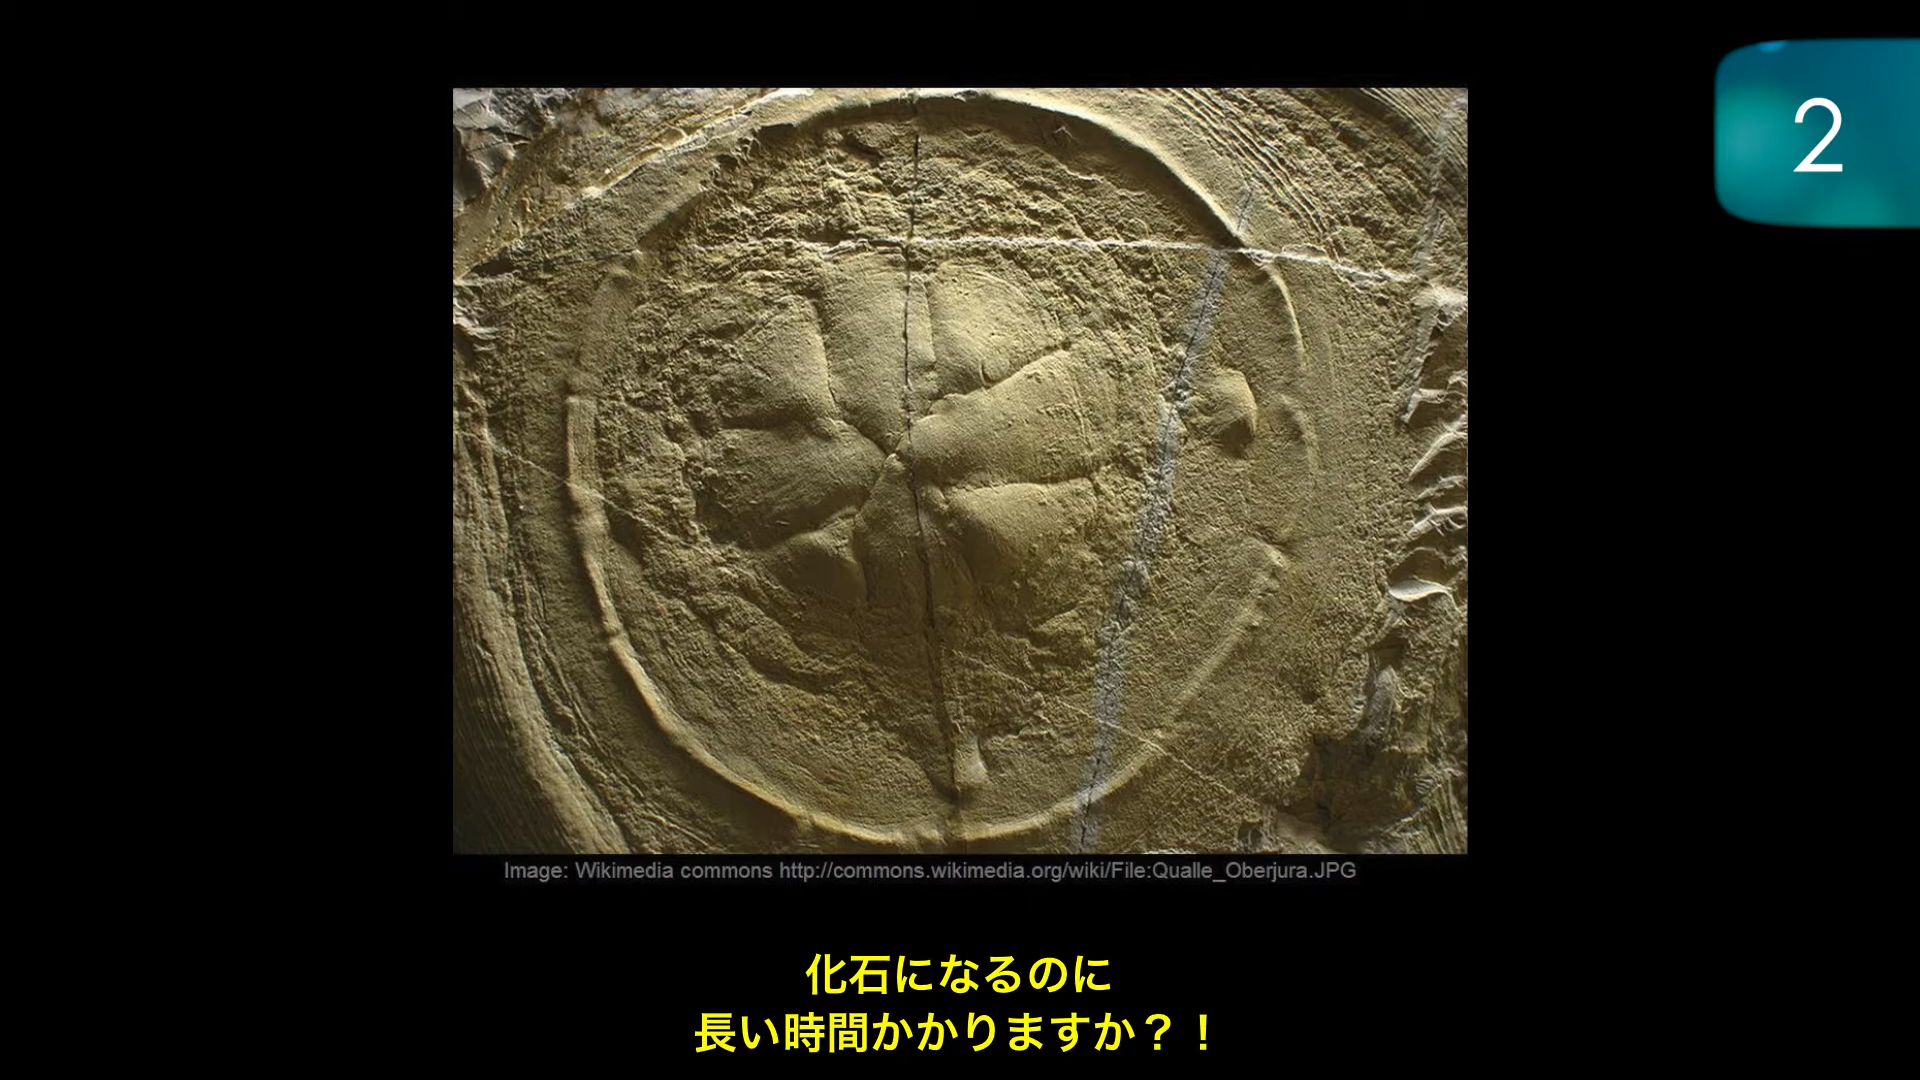 2
Image: Wikimedia commons http://commons.wikimedia.org/wiki/File:Qualle_Oberjura.JPG
化石になるのに
長い時間かかりますか？！